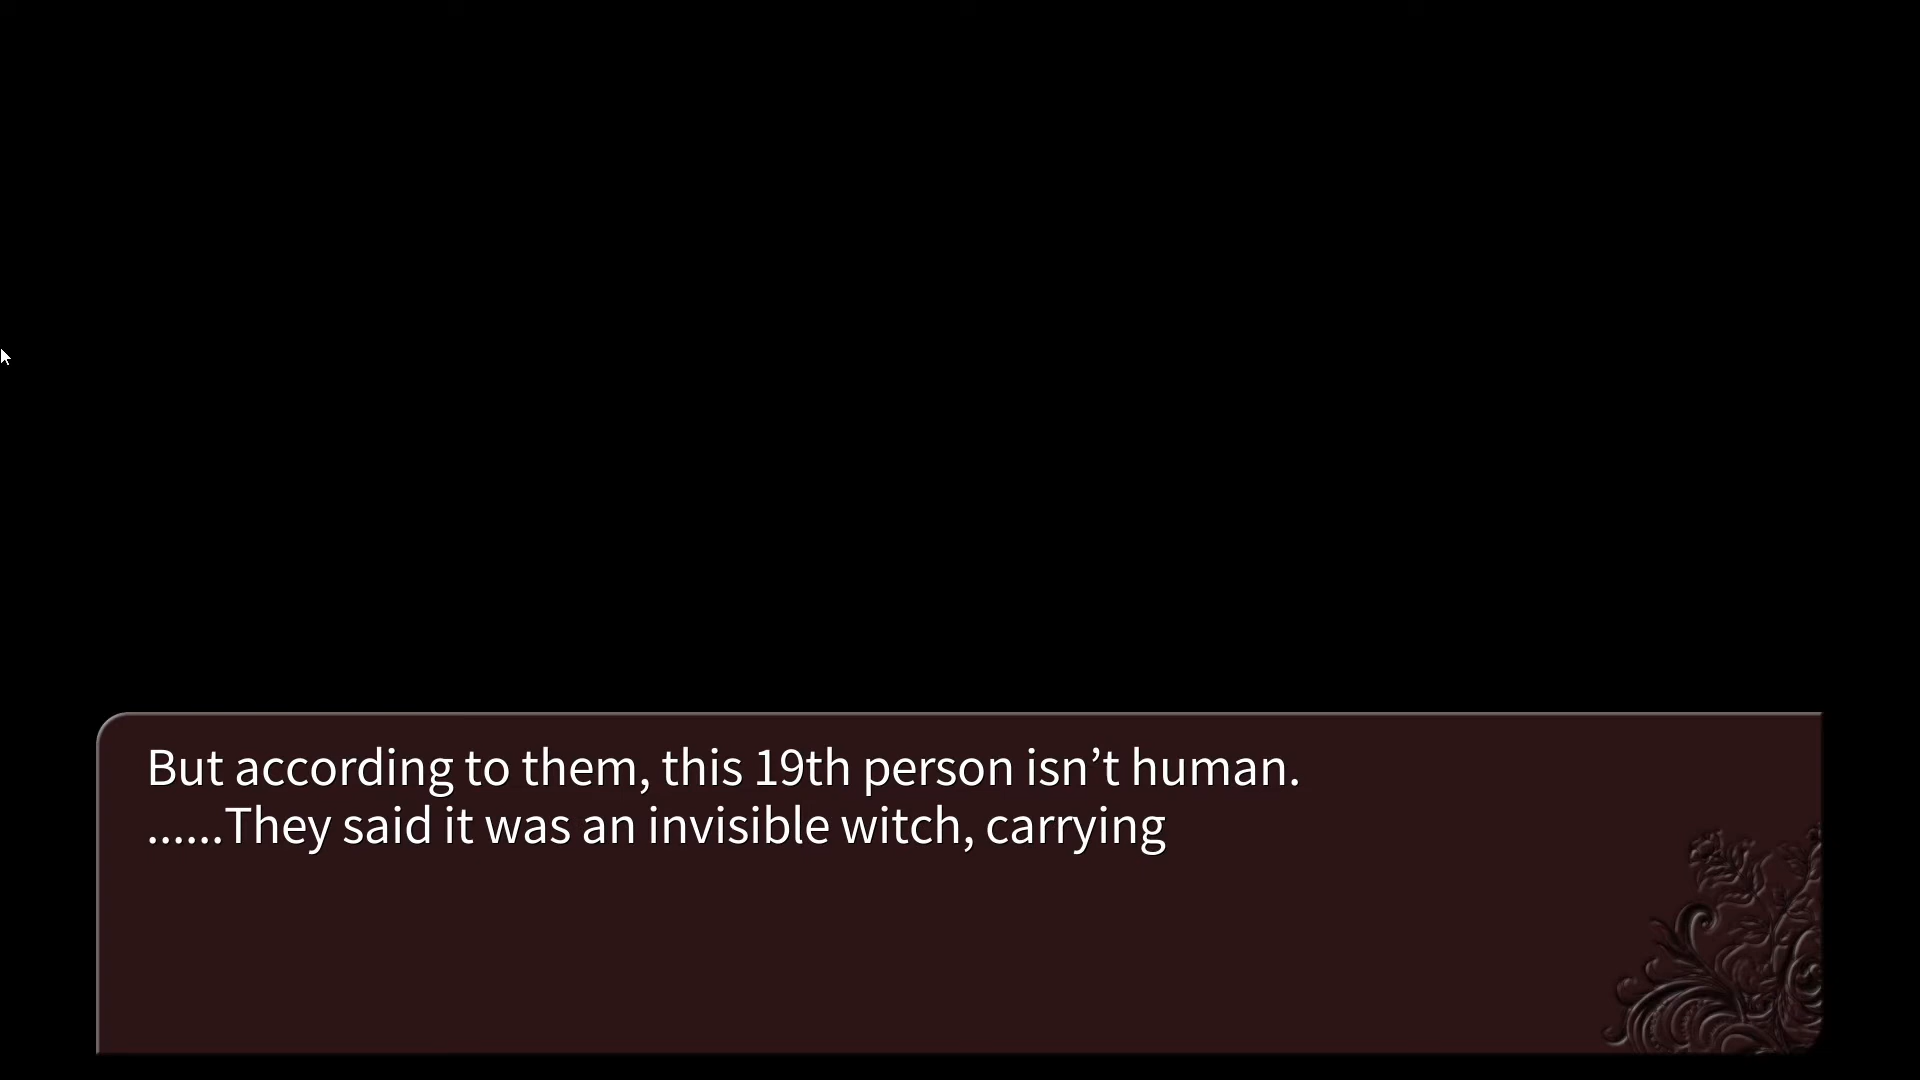 But according to them, this 19th person isn’t human.
......They said it was an invisible witch, carrying